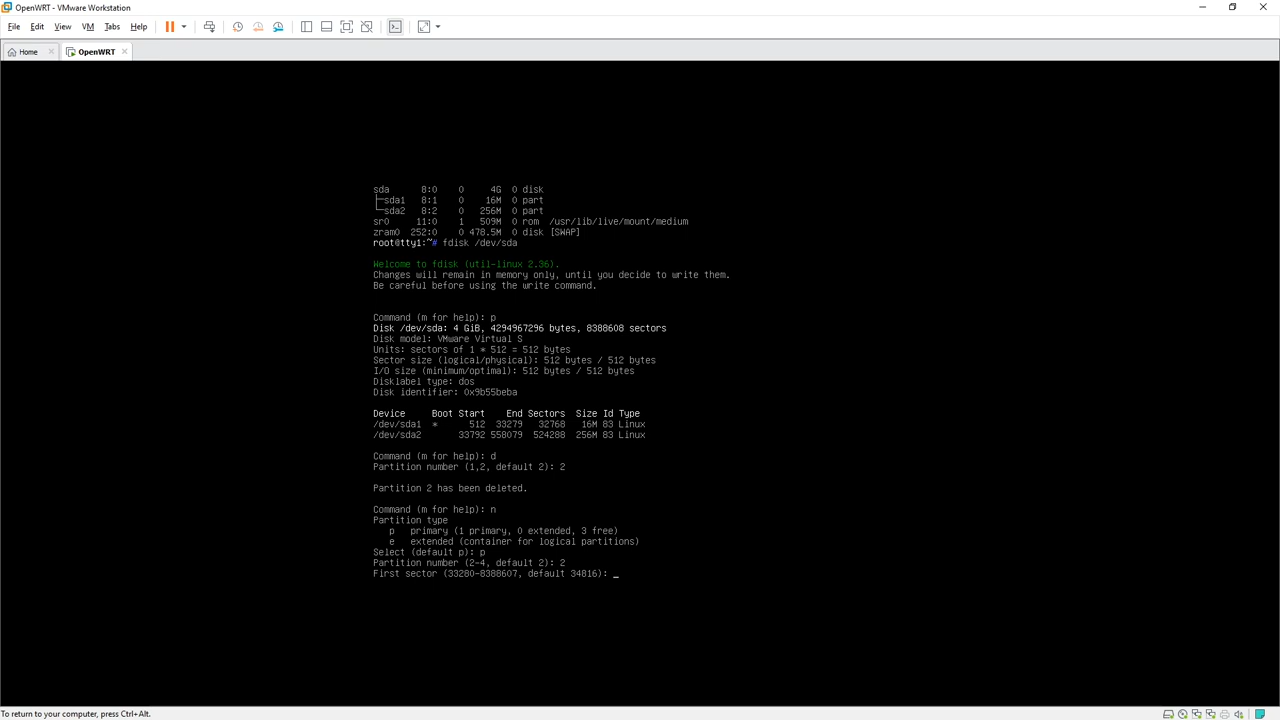 OpenWRT - VMware Workstation
File Edit View VM Tabs Help
Home OpenWRT
sda 8:0 0 4G 0 disk
├─sda1 8:1 0 16M 0 part
└─sda2 8:2 0 256M 0 part
sr0 11:0 1 509M 0 rom /usr/lib/live/mount/medium
zram0 252:0 0 478.5M 0 disk [SWAP]
root@tty1:~# fdisk /dev/sda
Welcome to fdisk (util-linux 2.36).
Changes will remain in memory only, until you decide to write them.
Be careful before using the write command.
Command (m for help): p
Disk /dev/sda: 4 GiB, 4294967296 bytes, 8388608 sectors
Disk model: VMware Virtual S
Units: sectors of 1 * 512 = 512 bytes
Sector size (logical/physical): 512 bytes / 512 bytes
I/O size (minimum/optimal): 512 bytes / 512 bytes
Disklabel type: dos
Disk identifier: 0x9b55beba
Device Boot Start End Sectors Size Id Type
/dev/sda1 * 512 33279 32768 16M 83 Linux
/dev/sda2 33792 558079 524288 256M 83 Linux
Command (m for help): d
Partition number (1,2, default 2): 2
Partition 2 has been deleted.
Command (m for help): n
Partition type
p primary (1 primary, 0 extended, 3 free)
e extended (container for logical partitions)
Select (default p): p
Partition number (2-4, default 2): 2
First sector (33280-8388607, default 34816): _
To return to your computer, press Ctrl+Alt.